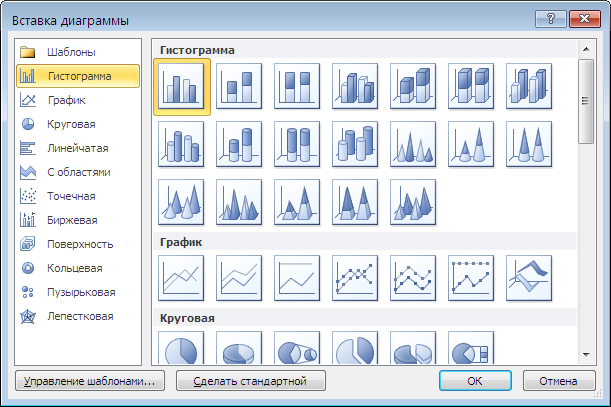 Вставка диаграммы
Шаблоны
Гистограмма
График
Круговая
Линейчатая
С областями
Точечная
Биржевая
Поверхность
Кольцевая
Пузырьковая
Лепестковая
Гистограмма
График
Круговая
Управление шаблонами...
Сделать стандартной
ОК
Отмена